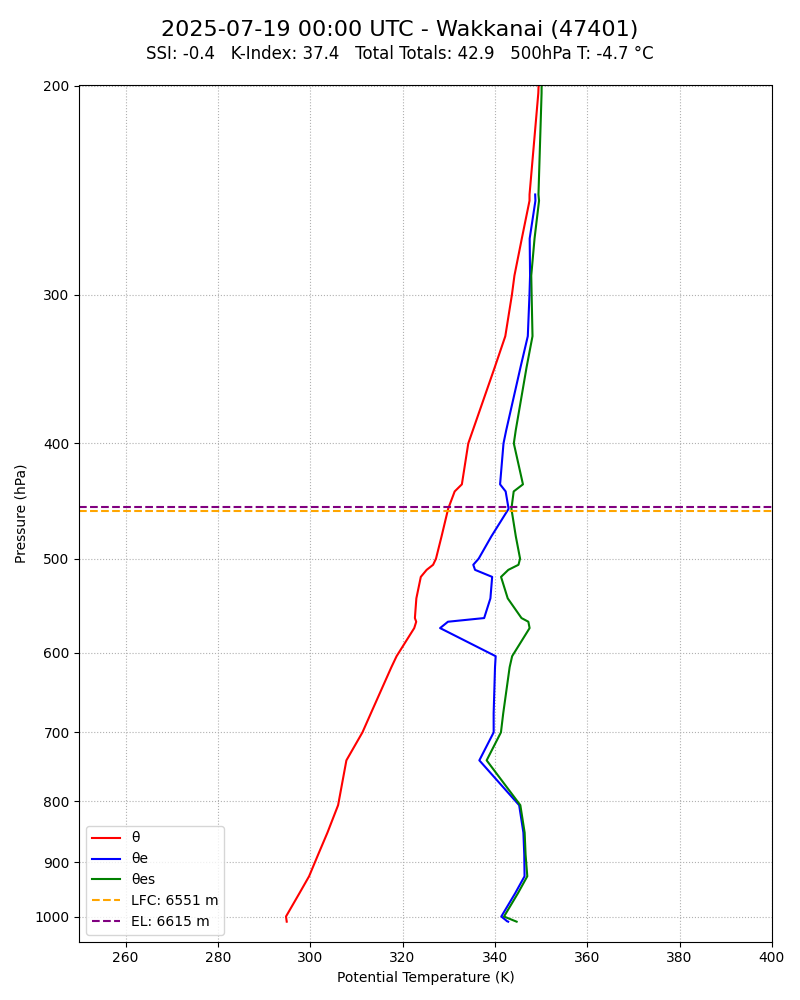 2025-07-19 00:00 UTC - Wakkanai (47401)
SSI: -0.4 K-Index: 37.4 Total Totals: 42.9 500hPa T: -4.7 °C
200
300
400
500
600
700
800
900
1000
Pressure (hPa)
θ
θe
θes
LFC: 6551 m
EL: 6615 m
260 280 300 320 340 360 380 400
Potential Temperature (K)